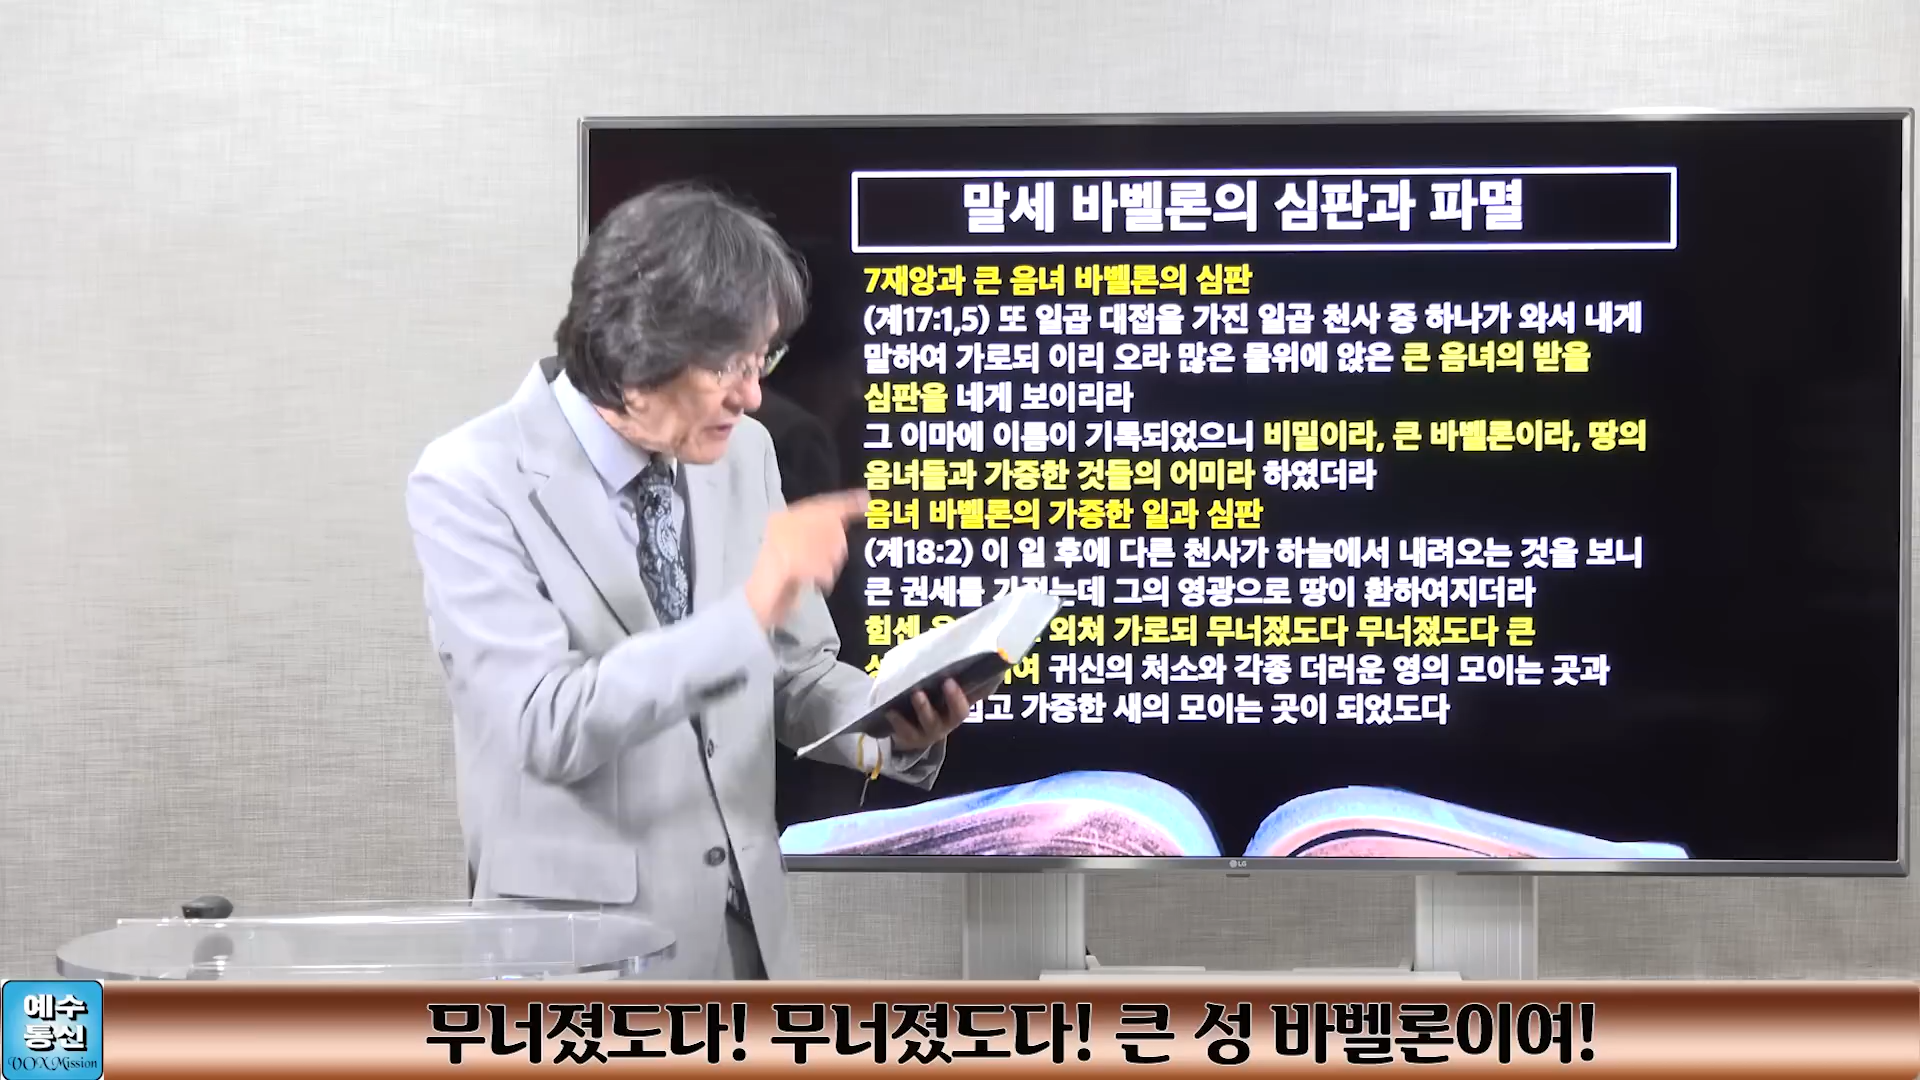 말세 바벨론의 심판과 파멸
7재앙과 큰 음녀 바벨론의 심판
(계17:1,5) 또 일곱 대접을 가진 일곱 천사 중 하나가 와서 내게
말하여 가로되 이리 오라 많은 물위에 앉은 큰 음녀의 받을
심판을 네게 보이리라
그 이마에 이름이 기록되었으니 비밀이라, 큰 바벨론이라, 땅의
음녀들과 가증한 것들의 어미라 하였더라
음녀 바벨론의 가증한 일과 심판
(계18:2) 이 일 후에 다른 천사가 하늘에서 내려오는 것을 보니
큰 권세를 그의 영광으로 땅이 환하여지더라
힘센 외쳐 가로되 무너졌도다 무너졌도다 큰
귀신의 처소와 각종 더러운 영의 모이는 곳과
가증한 새의 모이는 곳이 되었도다
LG
예수
통신
VOX Mission
무너졌도다! 무너졌도다! 큰 성 바벨론이여!